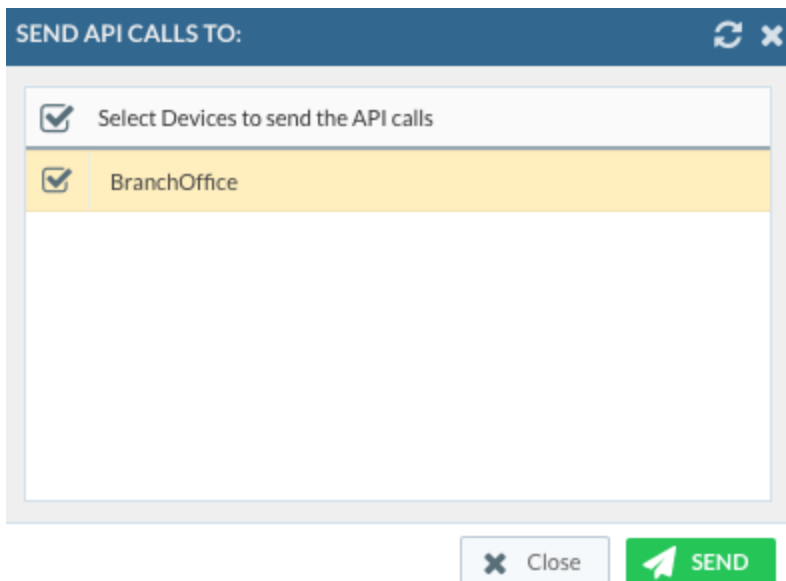 SEND API CALLS TO:
Select Devices to send the API calls
BranchOffice
Close
SEND